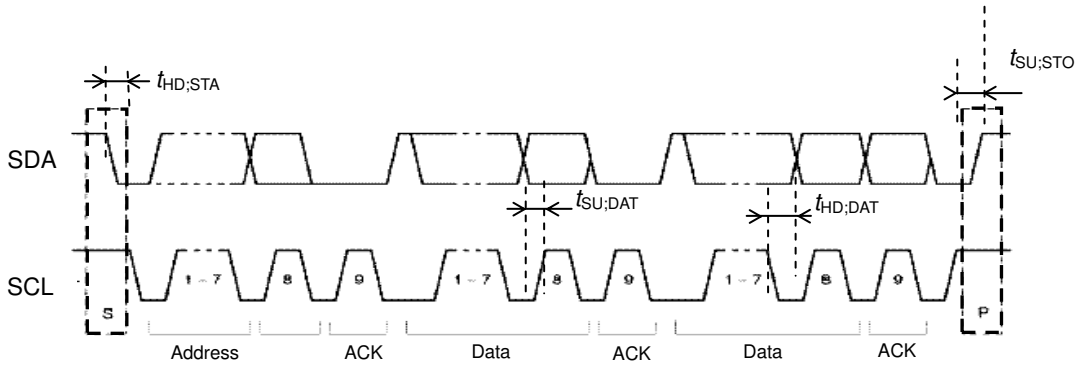 tSU;STO
tHD;STA
SDA
tSU;DAT
tHD;DAT
SCL
1 – 7 8 9 1 – 7 8 9 1 – 7 8 9
S P
Address ACK Data ACK Data ACK